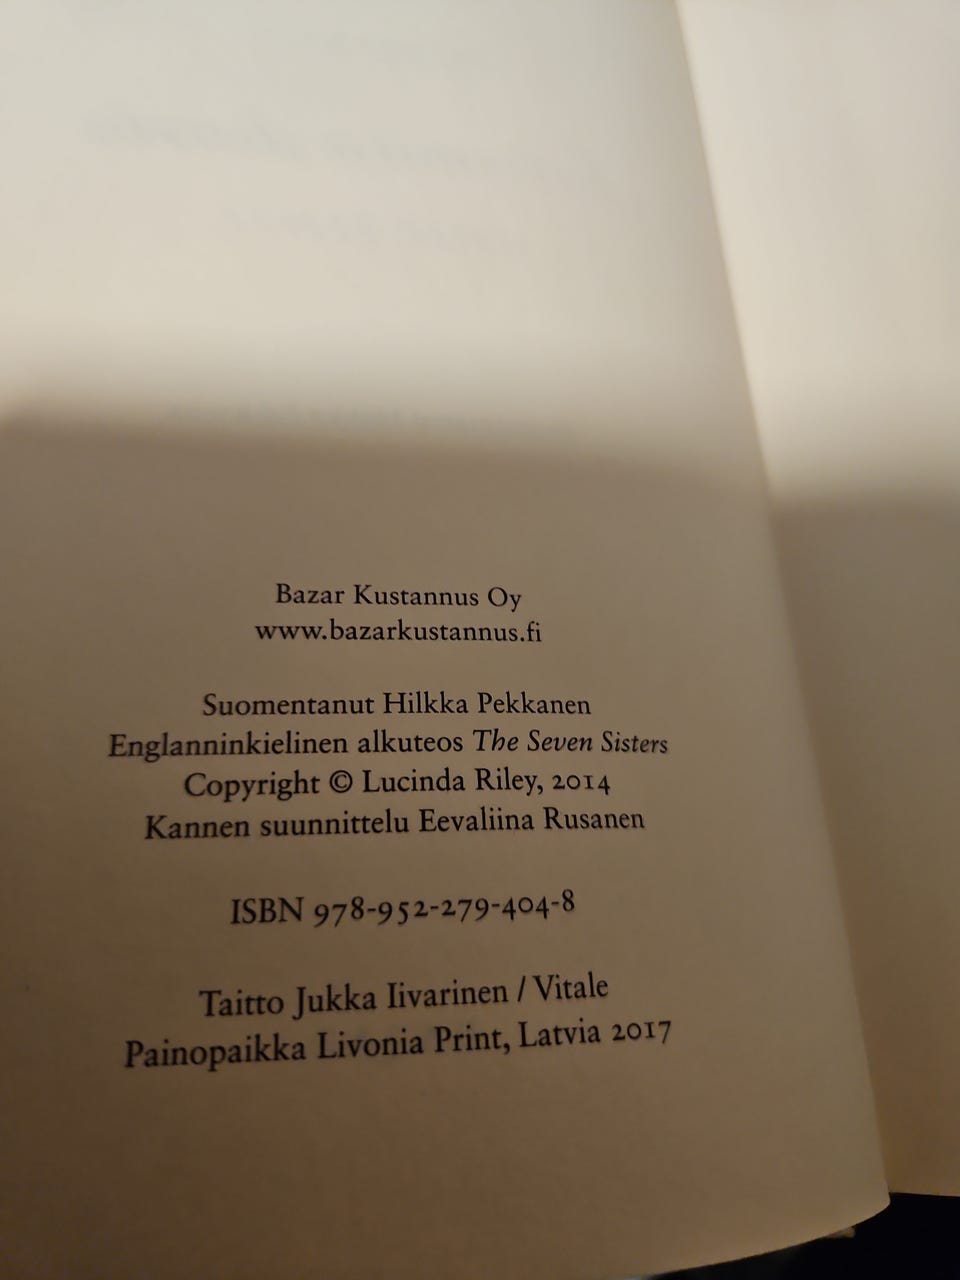 Bazar Kustannus Oy
www.bazarkustannus.fi
Suomentanut Hilkka Pekkanen
Englanninkielinen alkuteos The Seven Sisters
Copyright © Lucinda Riley, 2014
Kannen suunnittelu Eevaliina Rusanen
ISBN 978-952-279-404-8
Taitto Jukka Iivarinen / Vitale
Painopaikka Livonia Print, Latvia 2017